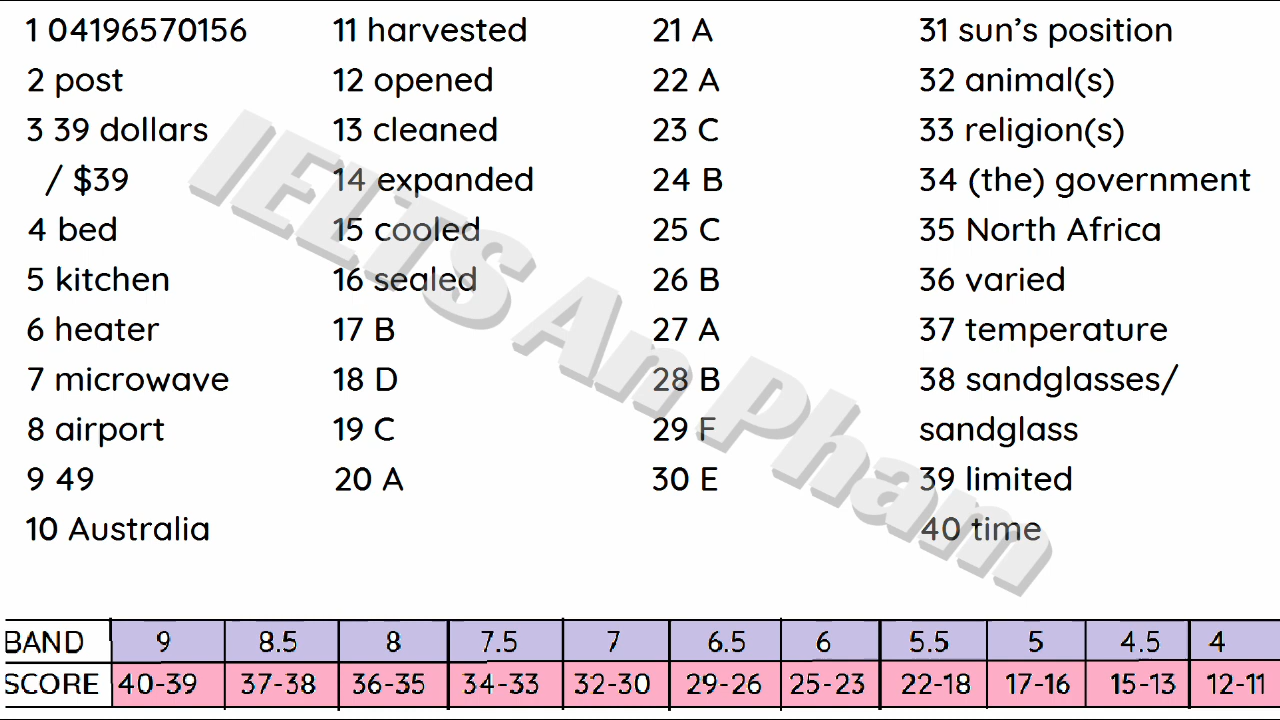 1 04196570156
2 post
3 39 dollars
/ $39
4 bed
5 kitchen
6 heater
7 microwave
8 airport
9 49
10 Australia
11 harvested
12 opened
13 cleaned
14 expanded
15 cooled
16 sealed
17 B
18 D
19 C
20 A
21 A
22 A
23 C
24 B
25 C
26 B
27 A
28 B
29 F
30 E
31 sun's position
32 animal(s)
33 religion(s)
34 (the) government
35 North Africa
36 varied
37 temperature
38 sandglasses/
sandglass
39 limited
40 time
IELTS An Pham
BAND 9 8.5 8 7.5 7 6.5 6 5.5 5 4.5 4
SCORE 40-39 37-38 36-35 34-33 32-30 29-26 25-23 22-18 17-16 15-13 12-11